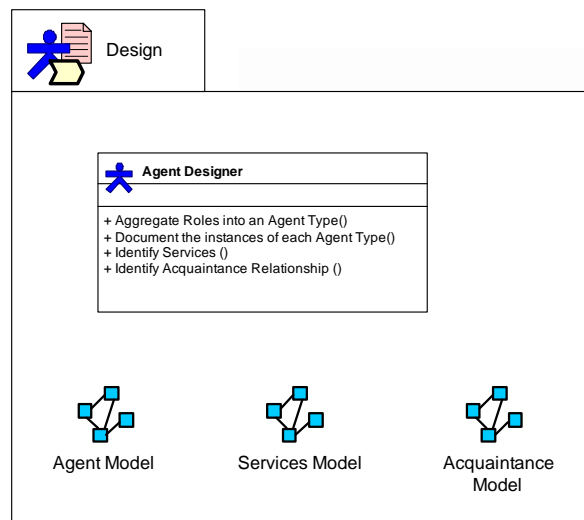 Design
Agent Designer
+ Aggregate Roles into an Agent Type()
+ Document the instances of each Agent Type()
+ Identify Services ()
+ Identify Acquaintance Relationship ()
Agent Model
Services Model
Acquaintance
Model